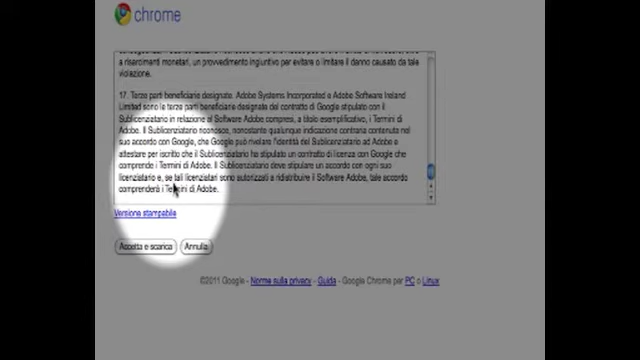 chrome
a risarcimenti monetari, un provvedimento ingiuntivo per evitare o limitare il danno causato da tale
violazione.
17. Terze parti beneficiarie designate. Adobe Systems Incorporated e Adobe Software Ireland
Limited sono le terze parti beneficiarie designate del contratto di Google stipulato con il
Sublicenziatario in relazione al Software Adobe compresi, a titolo esemplificativo, i Termini di
Adobe. Il Sublicenziatario riconosce, nonostante qualunque indicazione contraria contenuta nel
suo accordo con Google, che Google può rivelare l'identità del Sublicenziatario ad Adobe e
attestare per iscritto che il Sublicenziatario ha stipulato un contratto di licenza con Google che
comprende i Termini di Adobe. Il Sublicenziatario deve stipulare un accordo con ogni suo
licenziatario e, se tali licenziatari sono autorizzati a ridistribuire il Software Adobe, tale accordo
comprenderà i Termini di Adobe.
Versione stampabile
Accetta e scarica Annulla
©2011 Google - Norme sulla privacy - Guida - Google Chrome per PC o Linux